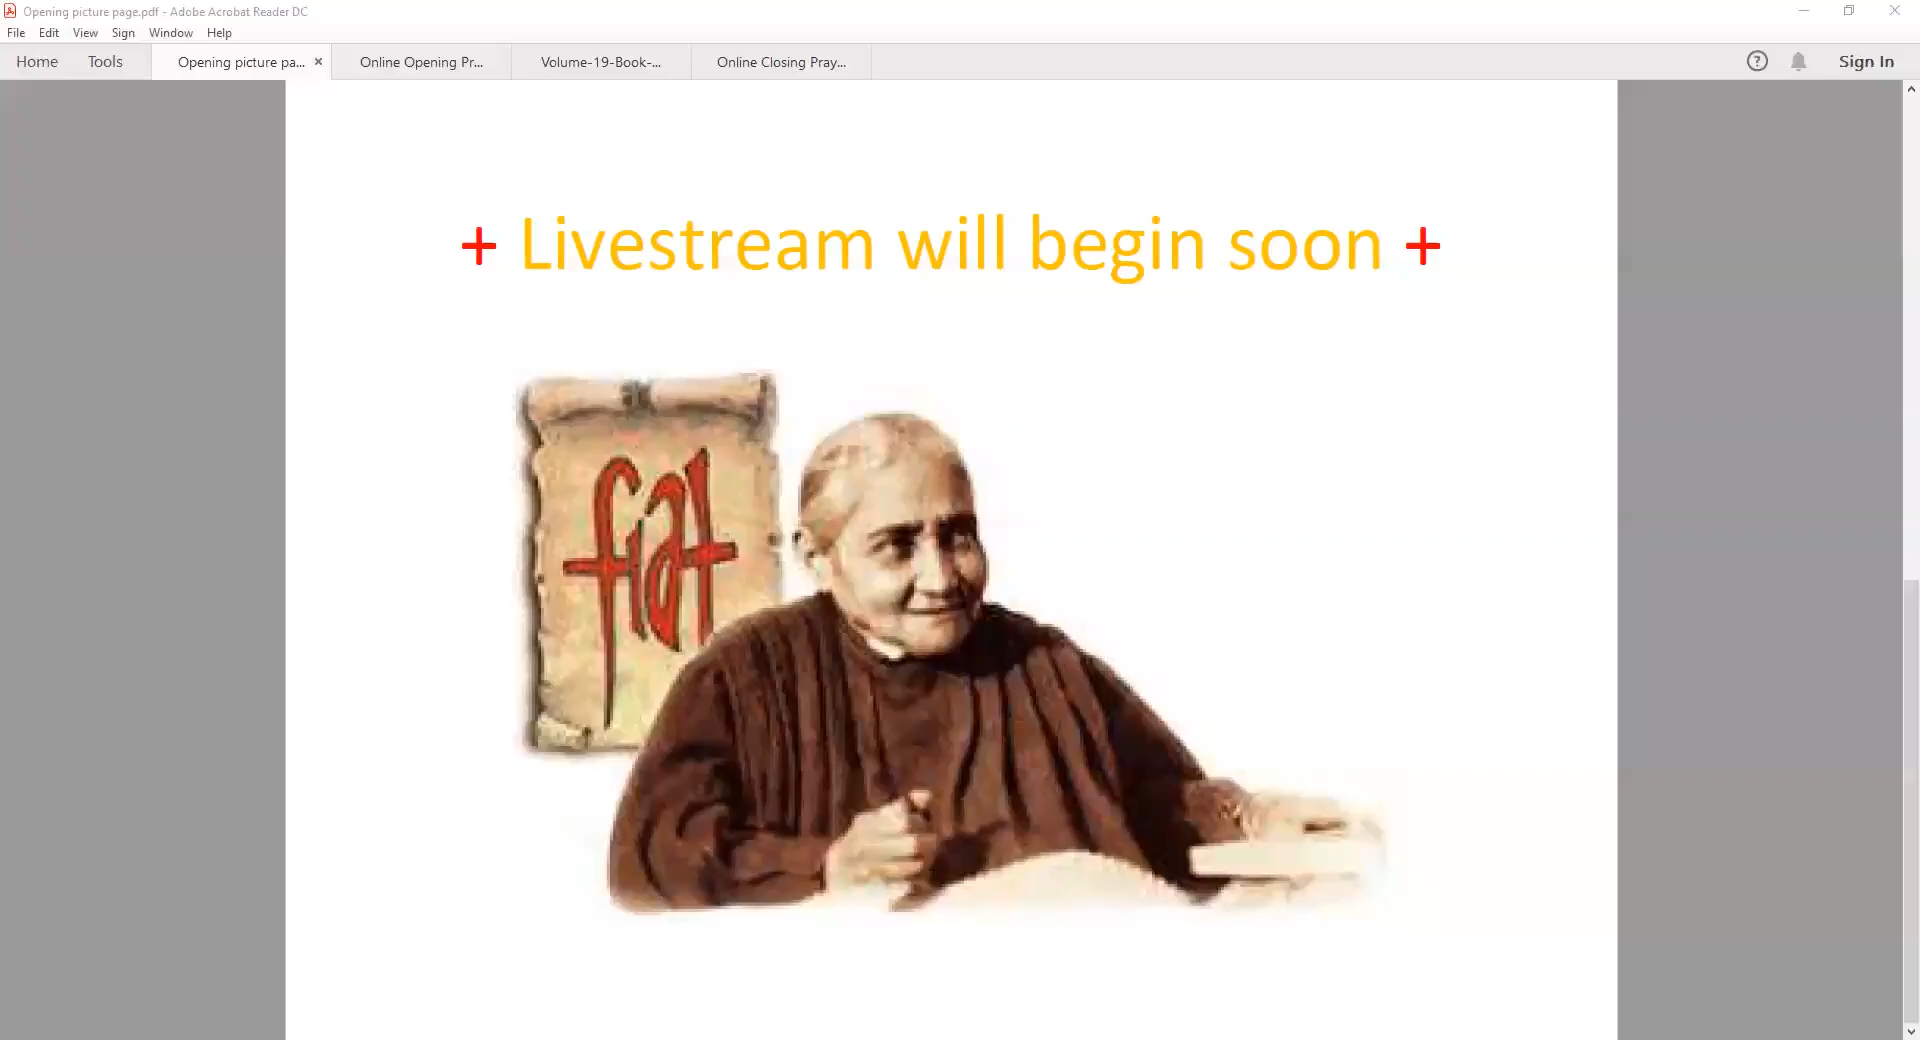 Opening picture page.pdf - Adobe Acrobat Reader DC
File Edit View Sign Window Help
Home Tools Opening picture pa... × Online Opening Pr... Volume-19-Book-... Online Closing Pray... Sign In
+ Livestream will begin soon +
fiat